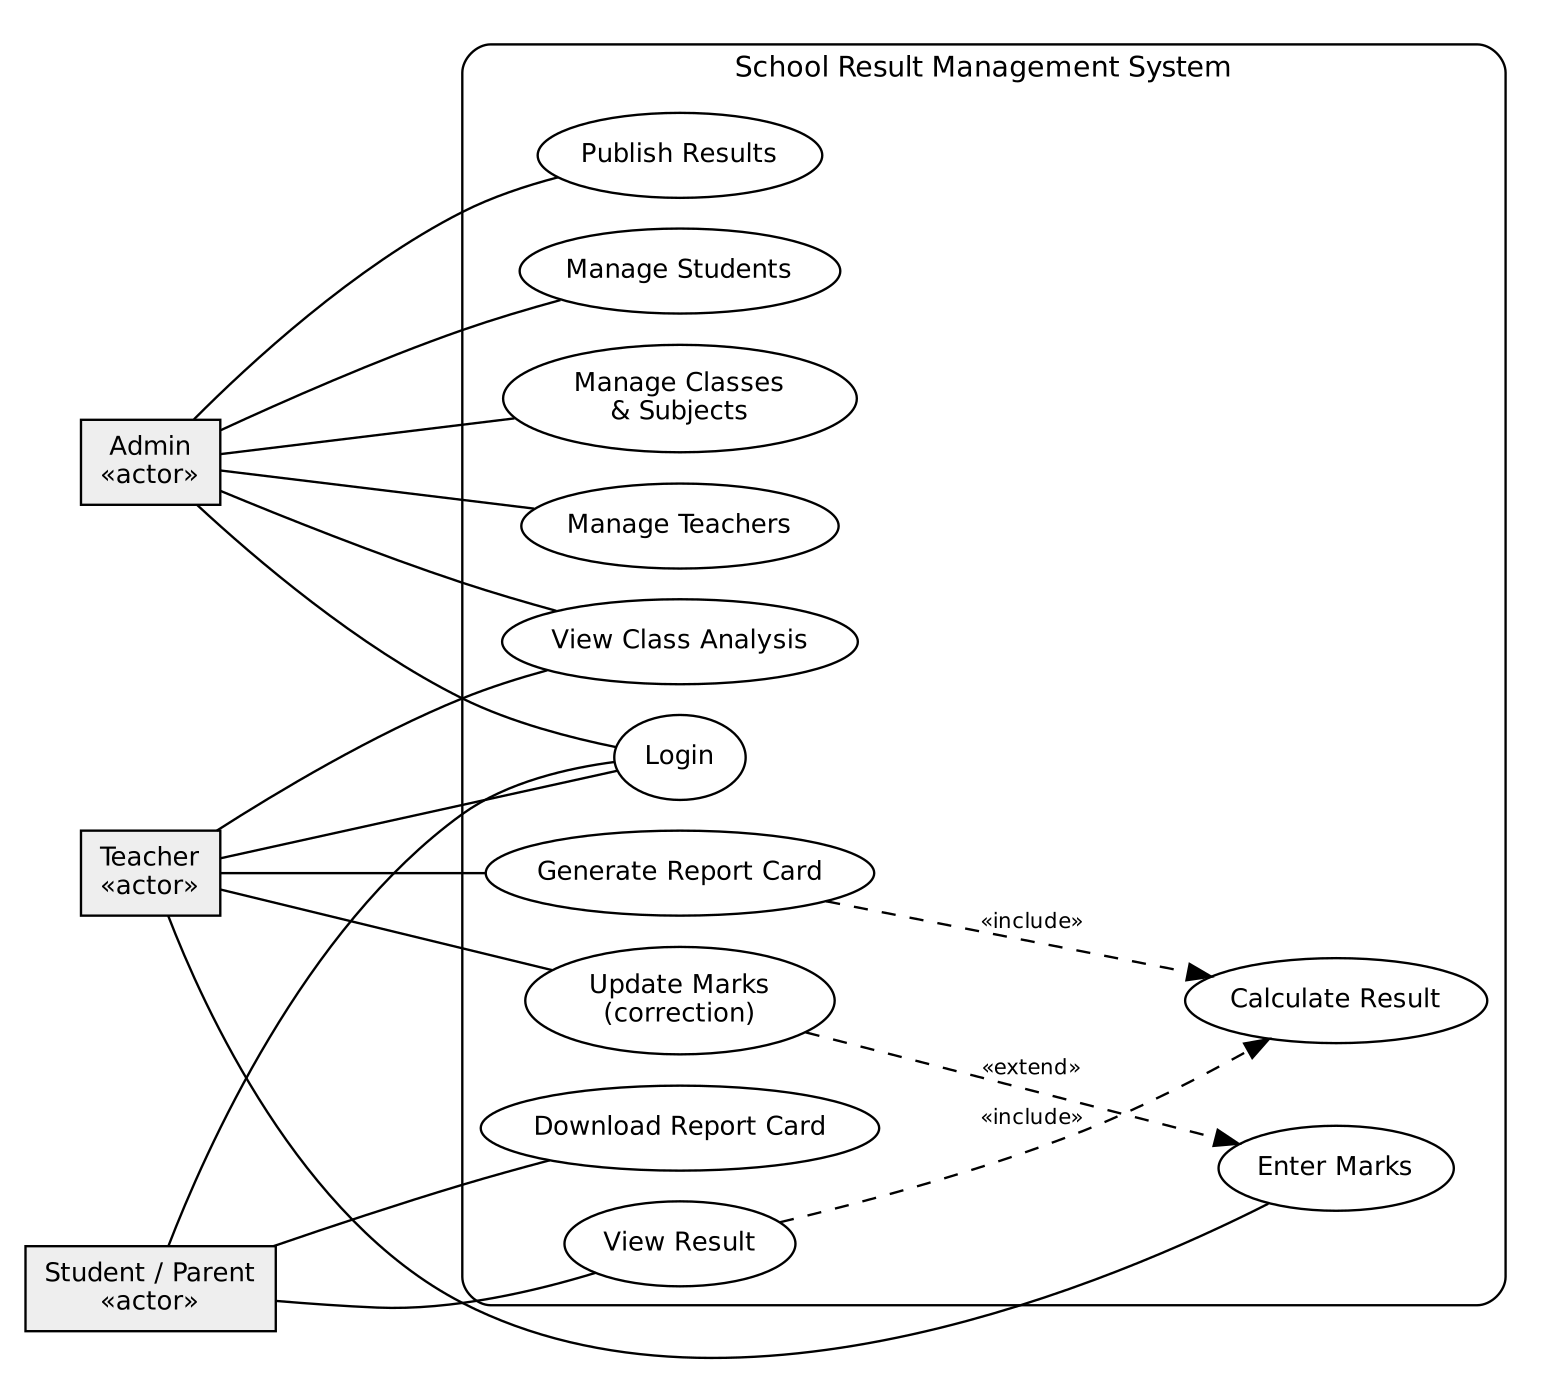 School Result Management System
Publish Results
Manage Students
Manage Classes
& Subjects
Admin
«actor»
Manage Teachers
View Class Analysis
Login
Teacher
«actor»
Generate Report Card
«include»
Update Marks
(correction)
Calculate Result
«extend»
«include»
Download Report Card
Enter Marks
View Result
Student / Parent
«actor»